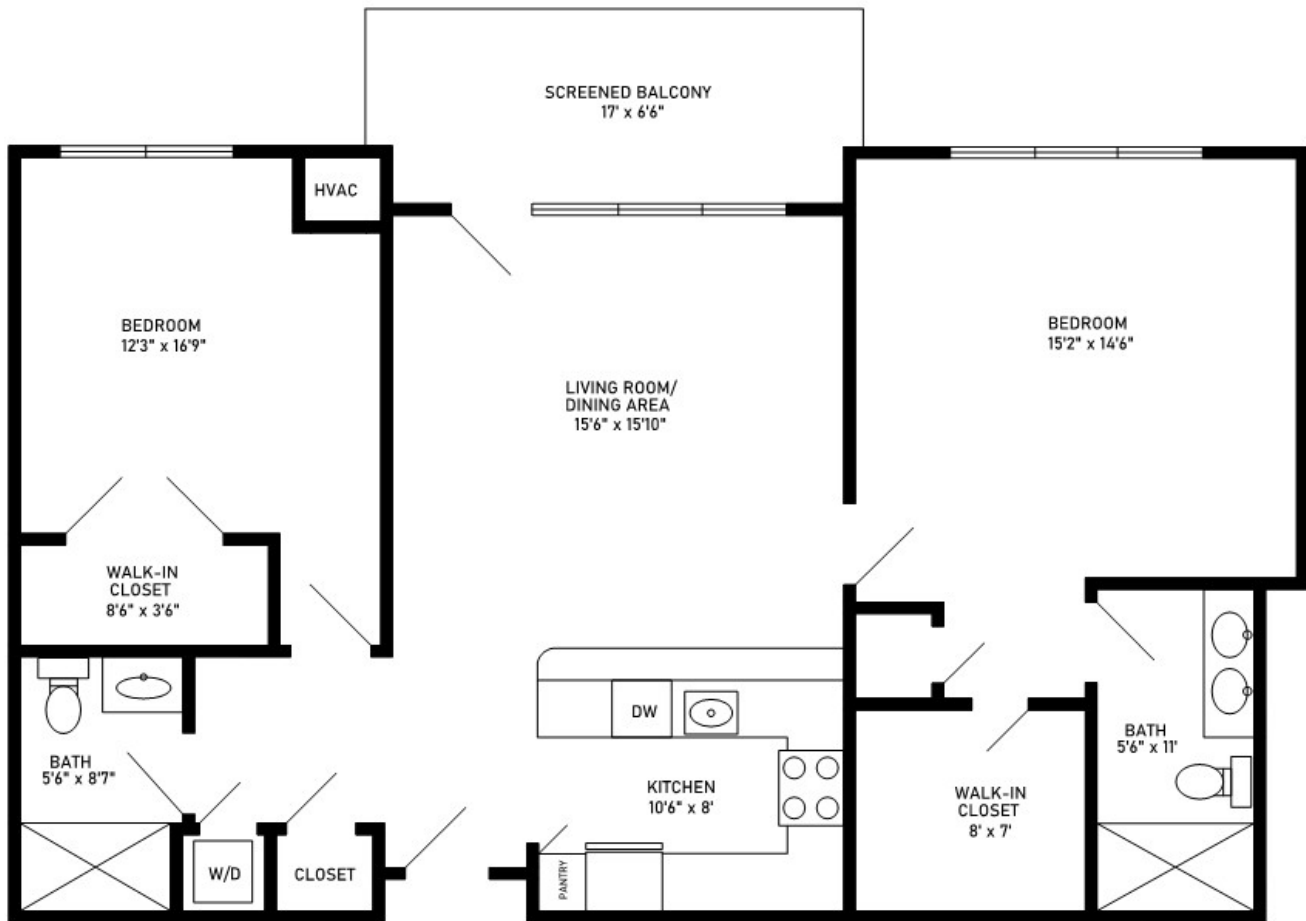 SCREENED BALCONY
17' x 6'6"
HVAC
BEDROOM
12'3" x 16'9"
BEDROOM
15'2" x 14'6"
LIVING ROOM/
DINING AREA
15'6" x 15'10"
WALK-IN
CLOSET
8'6" x 3'6"
DW
BATH
5'6" x 8'7"
BATH
5'6" x 11'
KITCHEN
10'6" x 8'
WALK-IN
CLOSET
8' x 7'
W/D
CLOSET
PANTRY